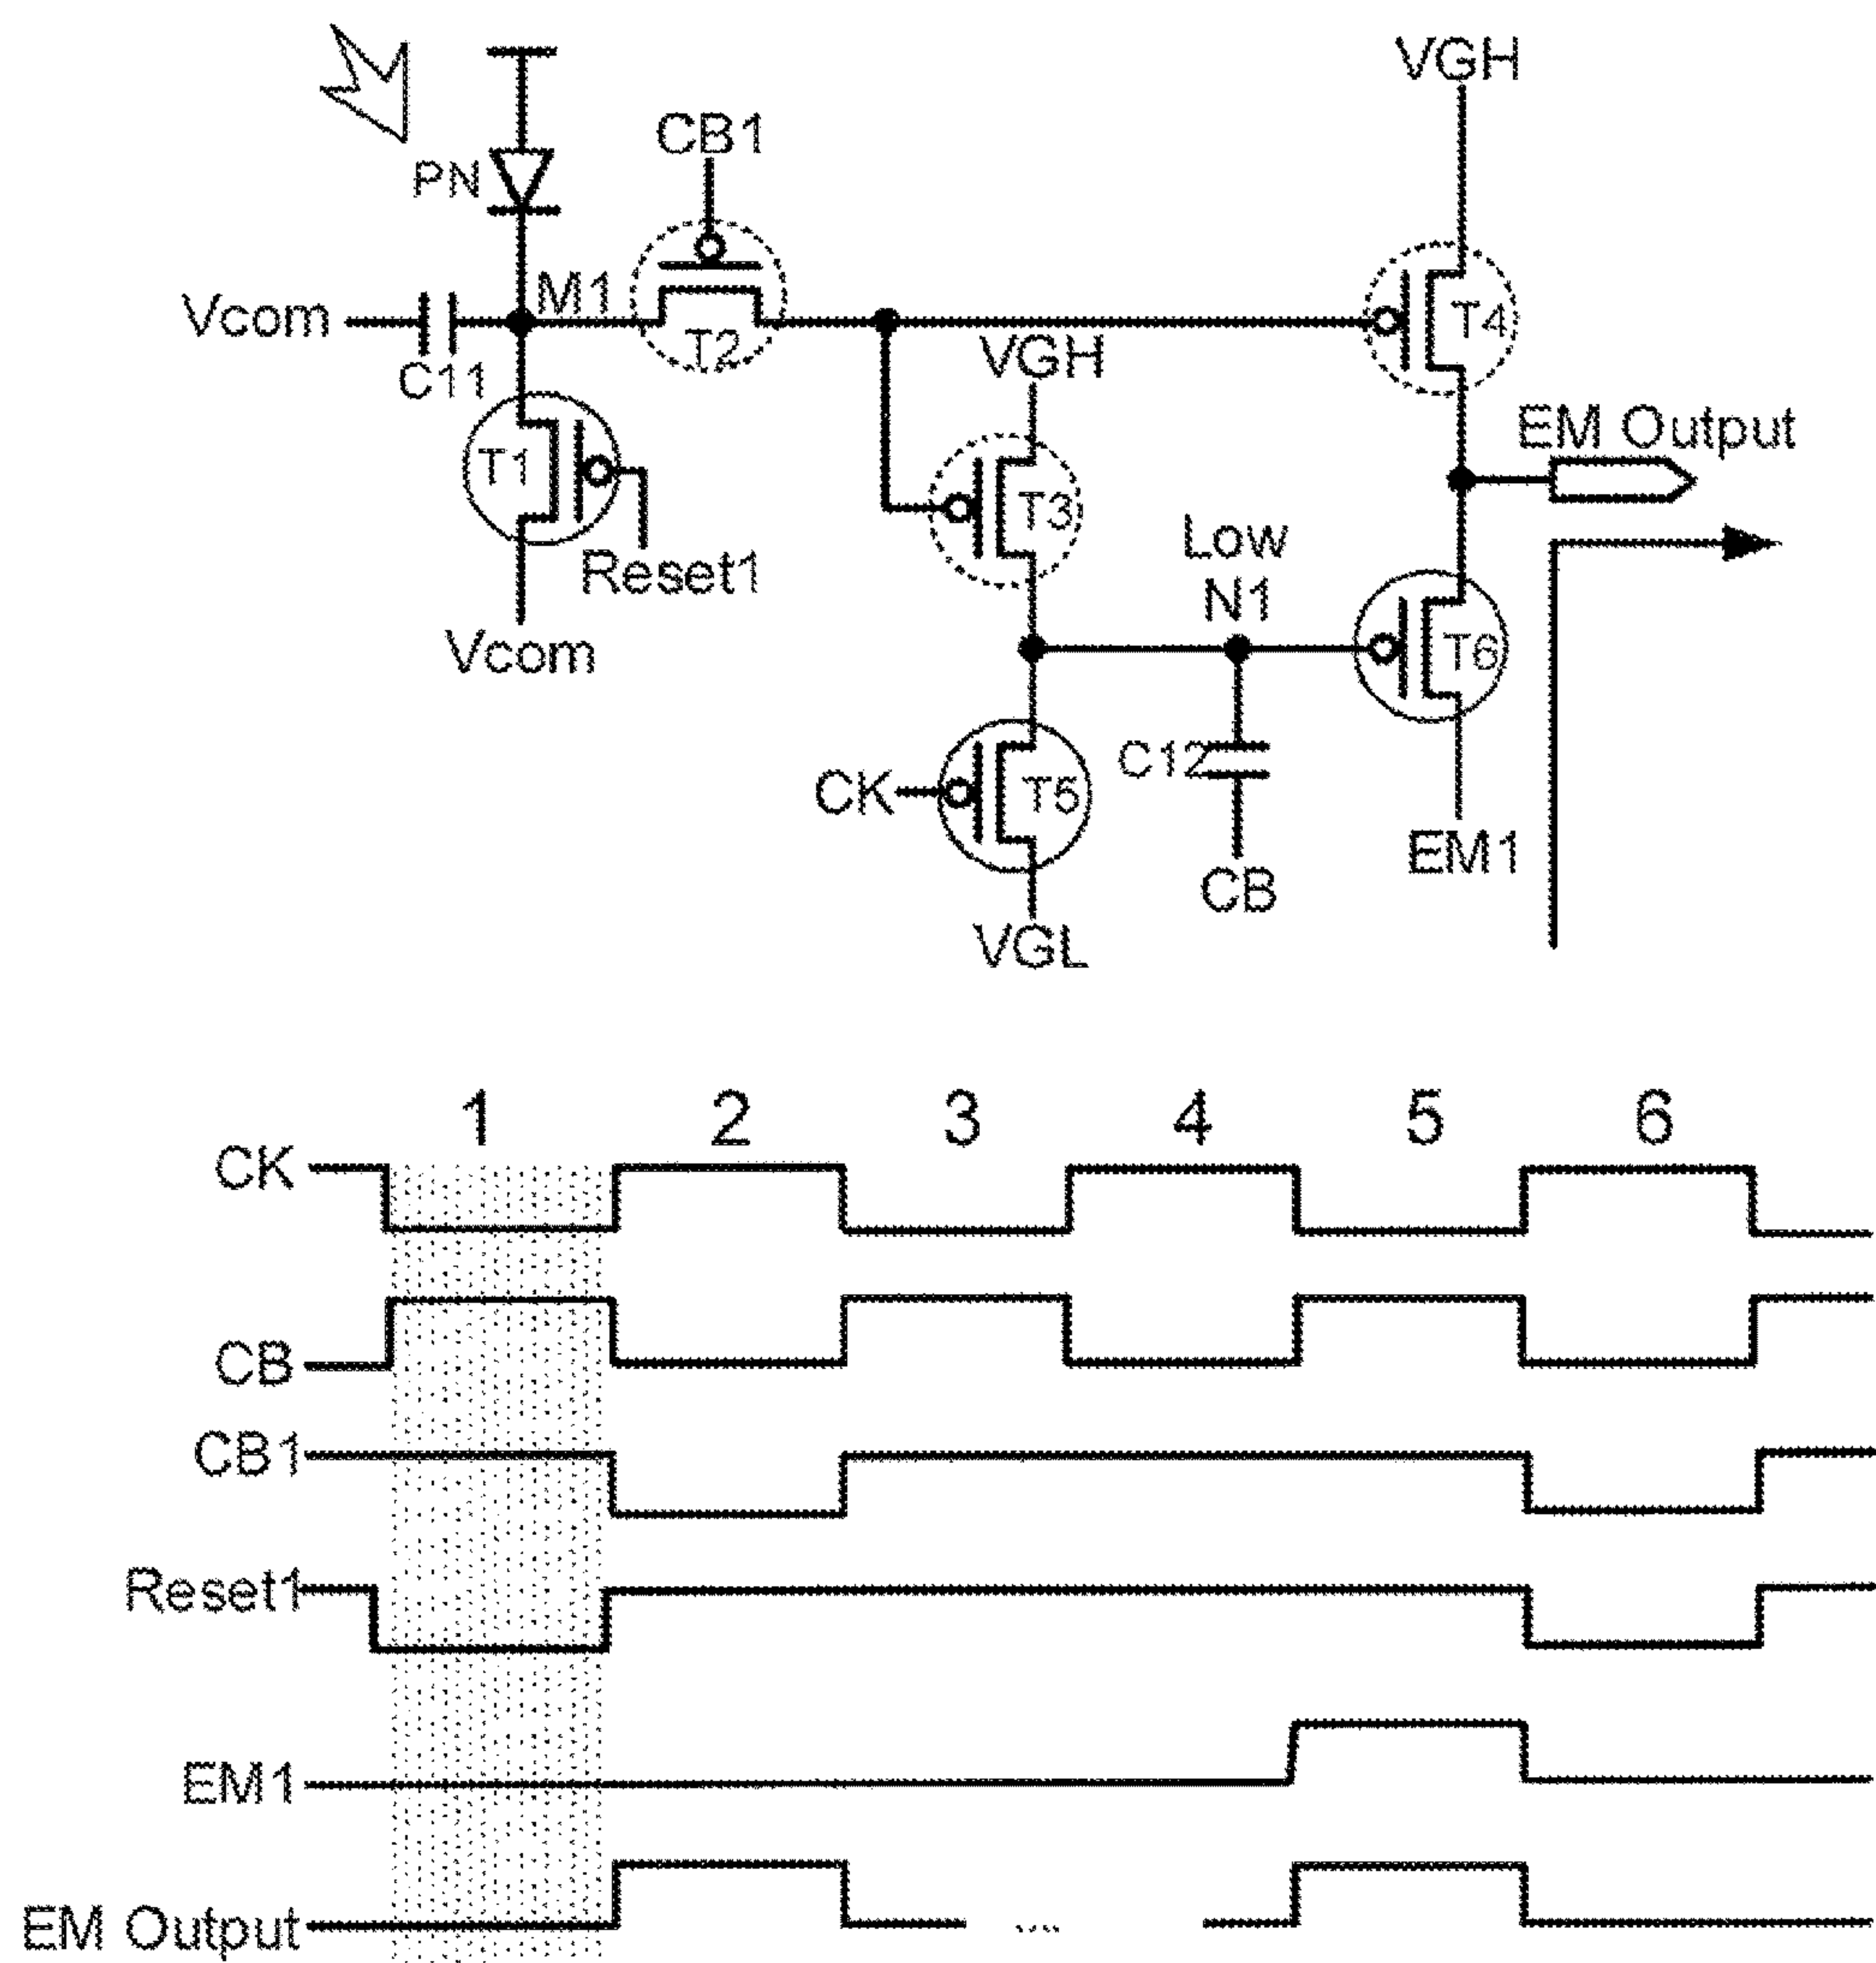 VGH
CB1
PN
M1
Vcom
T2
T4
C11
VGH
EM Output
T1
T3
Reset1
Low
N1
Vcom
T6
C12
CK
T5
EM1
CB
VGL
1 2 3 4 5 6
CK
CB
CB1
Reset1
EM1
EM Output ...